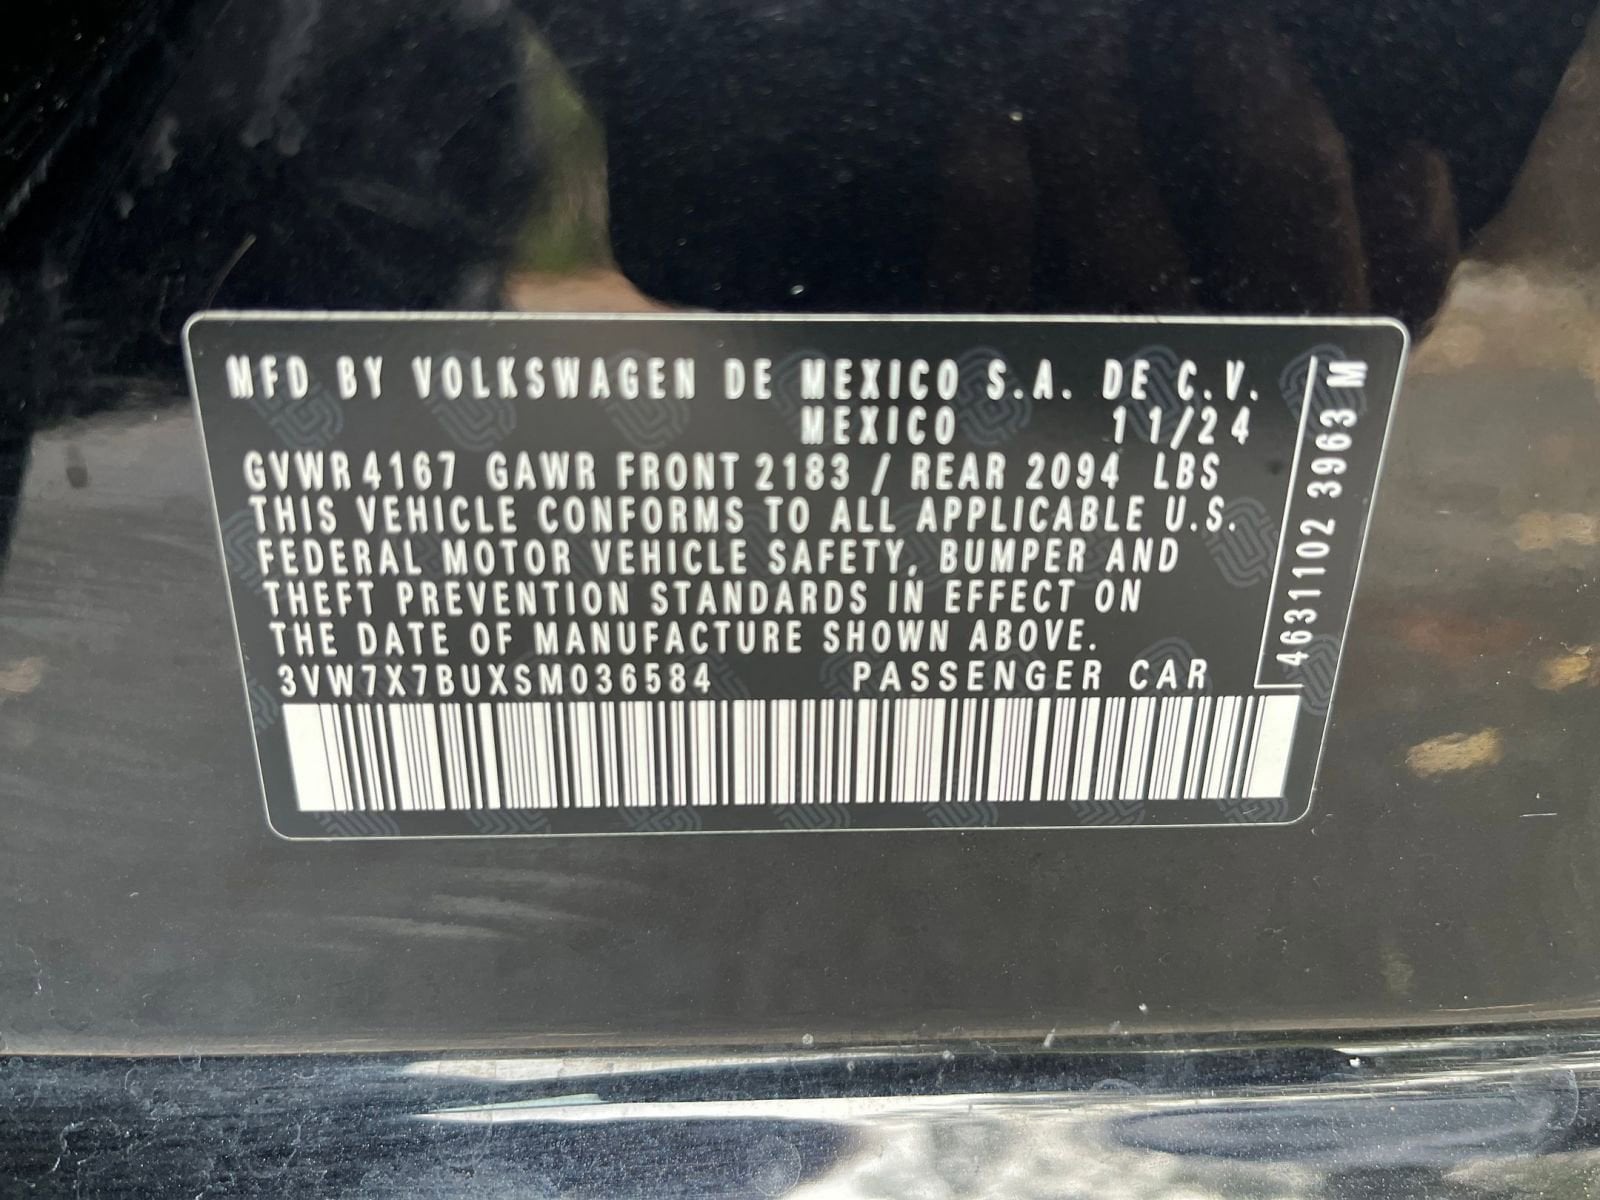 MFD BY VOLKSWAGEN DE MEXICO S.A. DE C.V.
MEXICO 11/24
GVWR 4167 GAWR FRONT 2183 / REAR 2094 LBS
THIS VEHICLE CONFORMS TO ALL APPLICABLE U.S.
FEDERAL MOTOR VEHICLE SAFETY, BUMPER AND
THEFT PREVENTION STANDARDS IN EFFECT ON
THE DATE OF MANUFACTURE SHOWN ABOVE.
3VW7X7BUXSM036584 PASSENGER CAR
46311102 3963 M